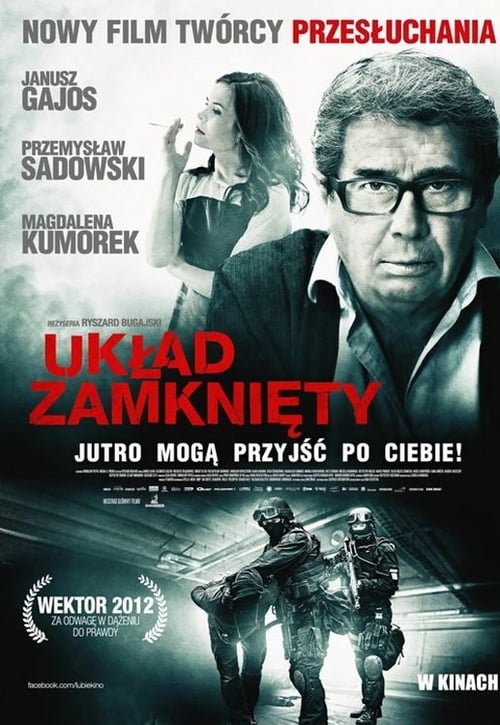 NOWY FILM TWÓRCY PRZESŁUCHANIA
JANUSZ
GAJOS
PRZEMYSŁAW
SADOWSKI
MAGDALENA
KUMOREK
REŻYSERIA RYSZARD BUGAJSKI
UKŁAD
ZAMKNIĘTY
JUTRO MOGĄ PRZYJŚĆ PO CIEBIE!
WEKTOR 2012
ZA ODWAGĘ W DĄŻENIU
DO PRAWDY
facebook.com/lubiekino
W KINACH